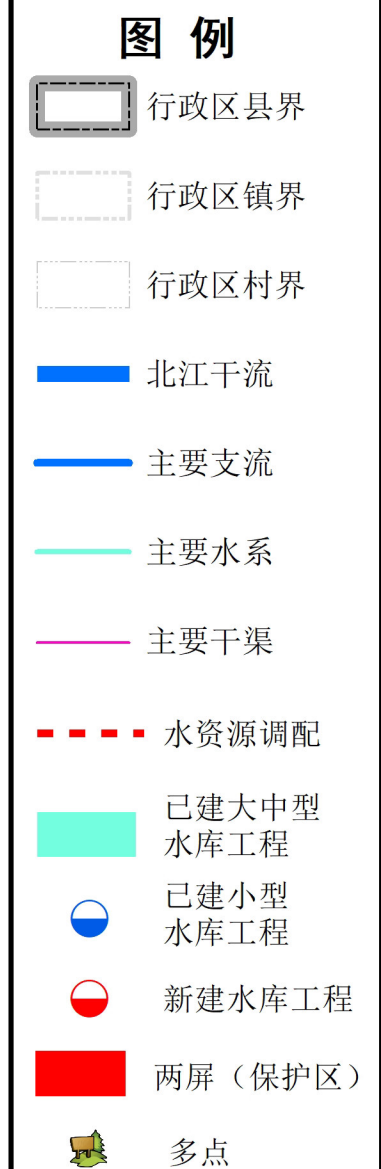 图 例
行政区县界
行政区镇界
行政区村界
北江干流
主要支流
主要水系
主要干渠
水资源调配
已建大中型
水库工程
已建小型
水库工程
新建水库工程
两屏（保护区）
多点